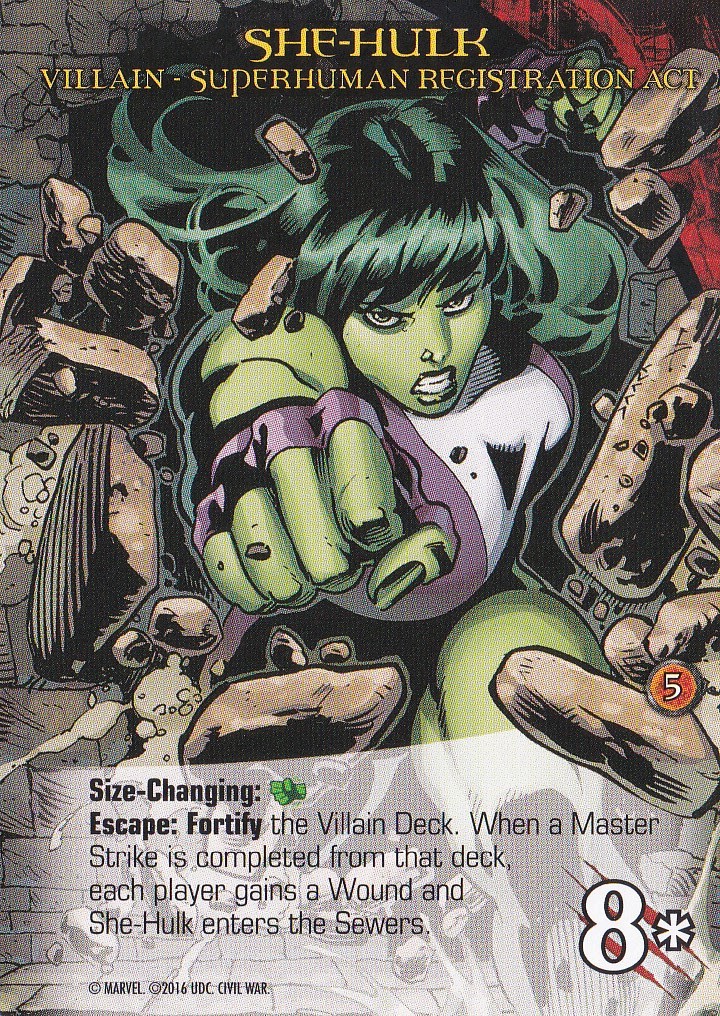 SHE-HULK
VILLAIN - SUPERHUMAN REGISTRATION ACT
5
Size-Changing:
Escape: Fortify the Villain Deck. When a Master
Strike is completed from that deck,
each player gains a Wound and
She-Hulk enters the Sewers.
8*
© MARVEL. ©2016 UDC. CIVIL WAR.